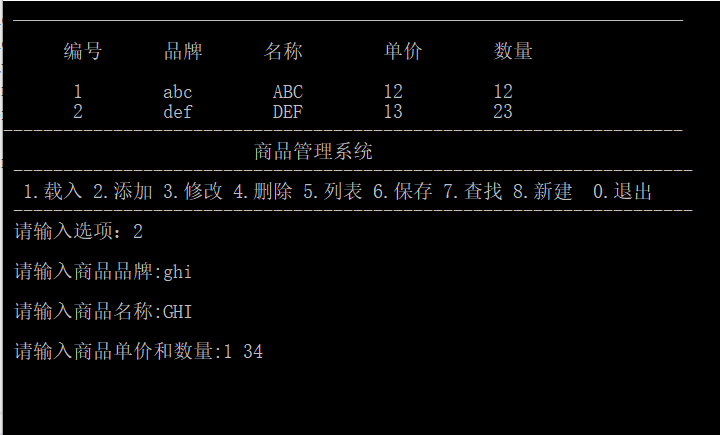 编号 品牌 名称 单价 数量
1 abc ABC 12 12
2 def DEF 13 23
商品管理系统
1.载入 2.添加 3.修改 4.删除 5.列表 6.保存 7.查找 8.新建 0.退出
请输入选项：2
请输入商品品牌:ghi
请输入商品名称:GHI
请输入商品单价和数量:1 34